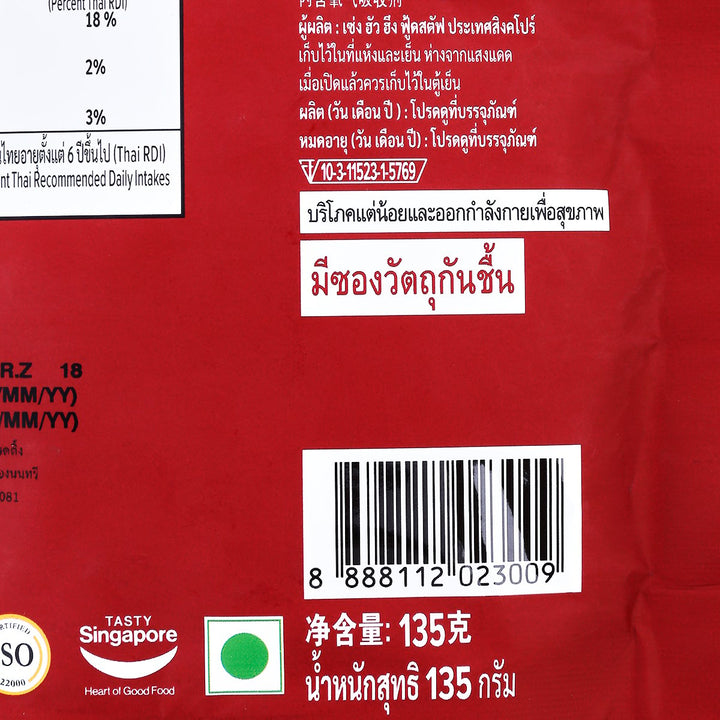 (Percent Thai RDI)
18 %
2%
3%
ไทยอายุตั้งแต่ 6 ปีขึ้นไป (Thai RDI)
nt Thai Recommended Daily Intakes
ผู้ผลิต : เซ่ง ฮัว ฮึง ฟู้ดสตัฟ ประเทศสิงคโปร์
เก็บไว้ในที่แห้งและเย็น ห่างจากแสงแดด
เมื่อเปิดแล้วควรเก็บไว้ในตู้เย็น
ผลิต (วัน เดือน ปี ) : โปรดดูที่บรรจุภัณฑ์
หมดอายุ (วัน เดือน ปี) : โปรดดูที่บรรจุภัณฑ์
10-3-11523-1-5769
บริโภคแต่น้อยและออกกำลังกายเพื่อสุขภาพ
มีซองวัตถุกันชื้น
R.Z 18
/MM/YY)
/MM/YY)
องนนทรี
081
8 888112 023009
ISO
22000
TASTY
Singapore
Heart of Good Food
净含量: 135克
น้ำหนักสุทธิ 135 กรัม